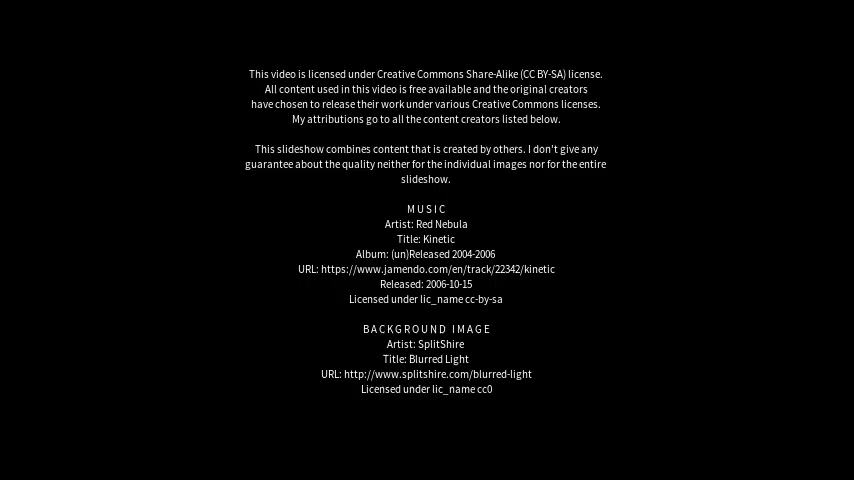 This video is licensed under Creative Commons Share-Alike (CC BY-SA) license.
All content used in this video is free available and the original creators
have chosen to release their work under various Creative Commons licenses.
My attributions go to all the content creators listed below.
This slideshow combines content that is created by others. I don't give any
guarantee about the quality neither for the individual images nor for the entire
slideshow.
MUSIC
Artist: Red Nebula
Title: Kinetic
Album: (un)Released 2004-2006
URL: https://www.jamendo.com/en/track/22342/kinetic
Released: 2006-10-15
Licensed under lic_name cc-by-sa
BACKGROUND IMAGE
Artist: SplitShire
Title: Blurred Light
URL: http://www.splitshire.com/blurred-light
Licensed under lic_name cc0